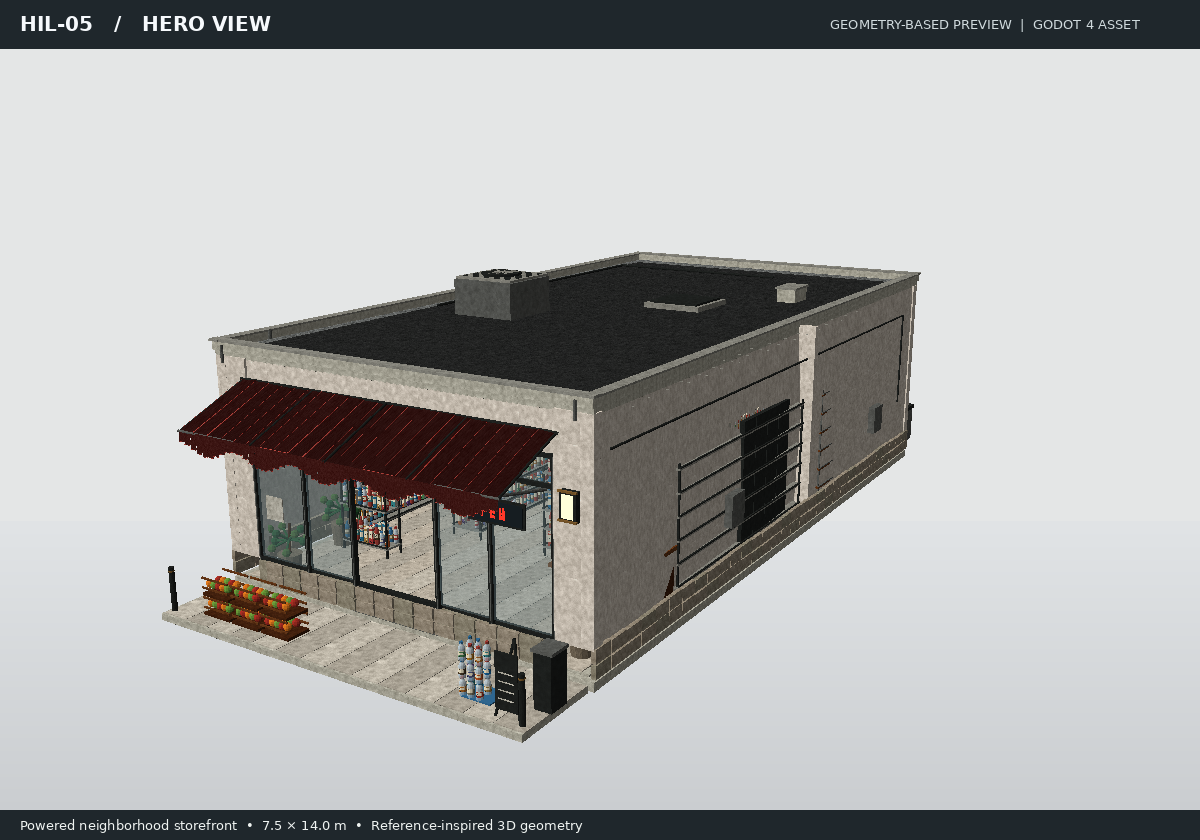 HIL-05 / HERO VIEW
GEOMETRY-BASED PREVIEW | GODOT 4 ASSET
Powered neighborhood storefront • 7.5 × 14.0 m • Reference-inspired 3D geometry